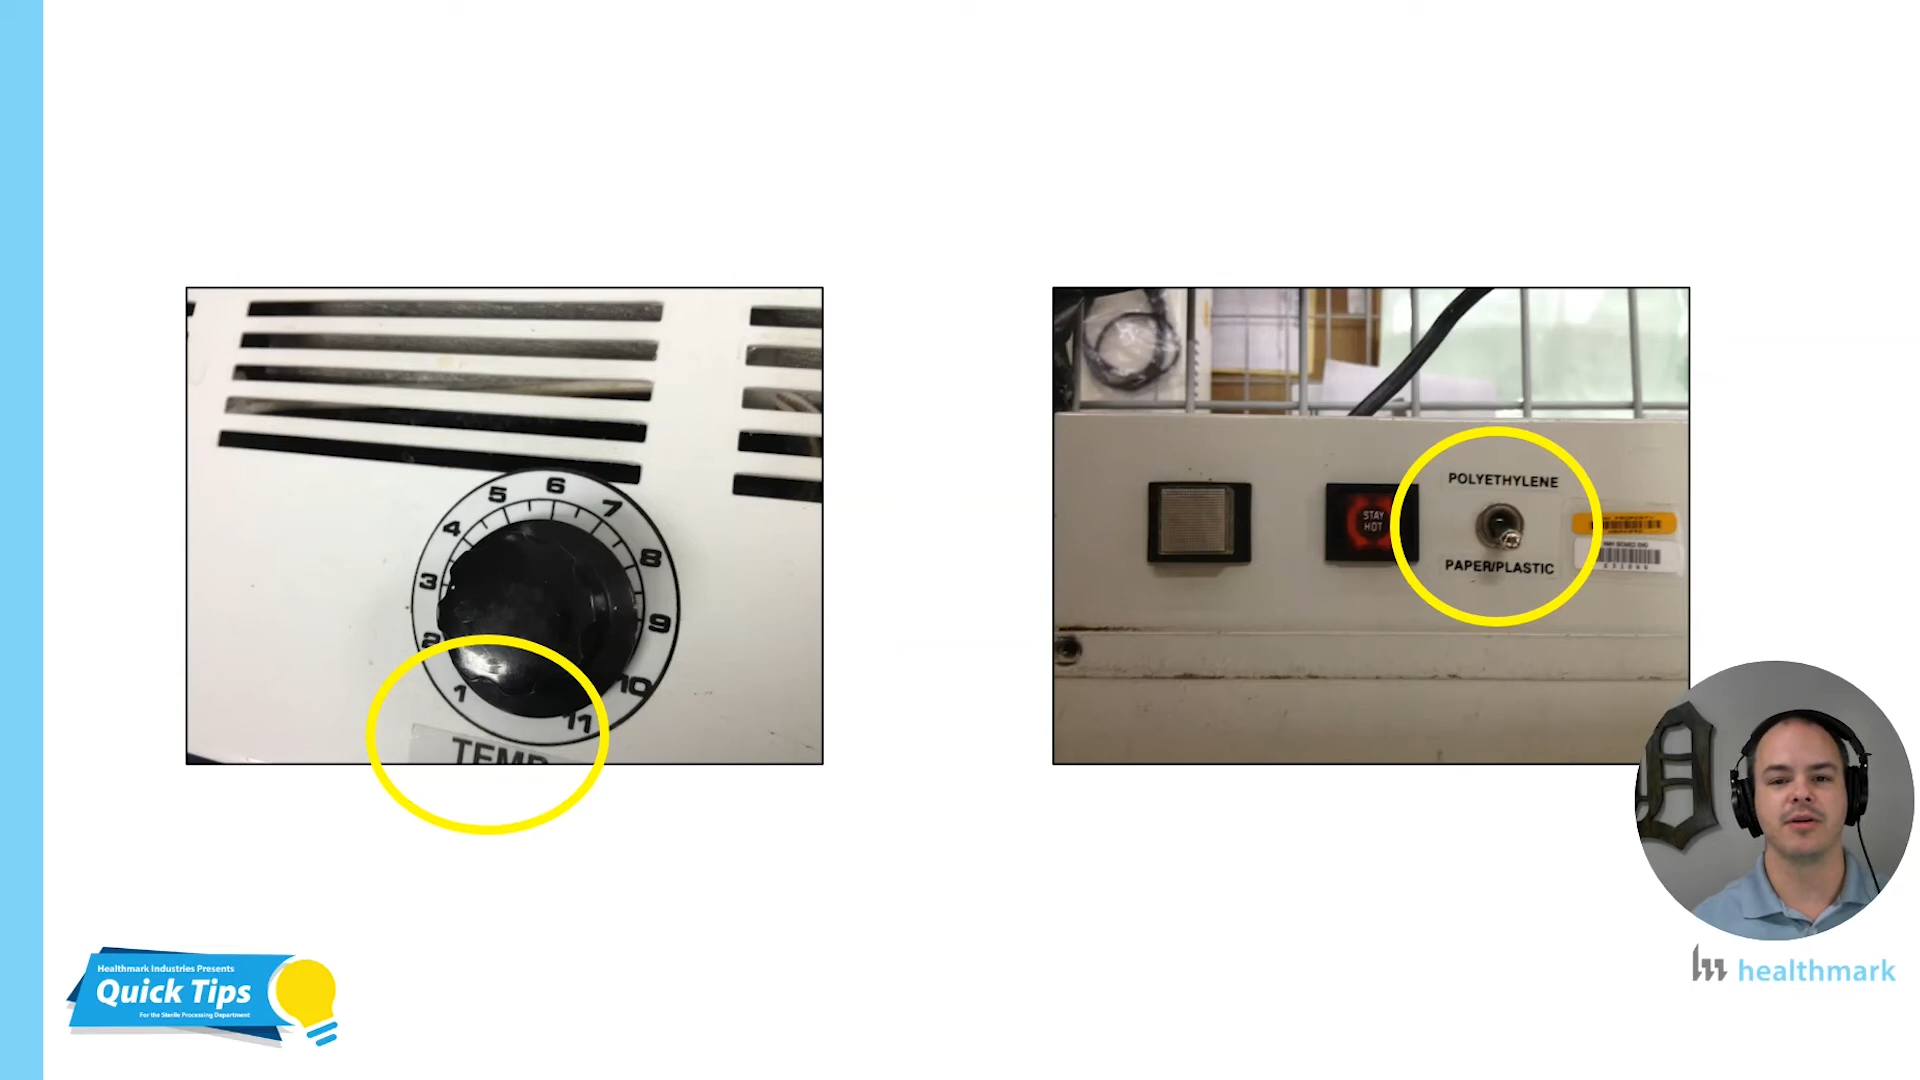 5
6
7
4
8
3
9
2
10
1
11
TEMP
STAY
HOT
POLYETHYLENE
PAPER/PLASTIC
Healthmark Industries Presents
Quick Tips
For the Sterile Processing Department
healthmark